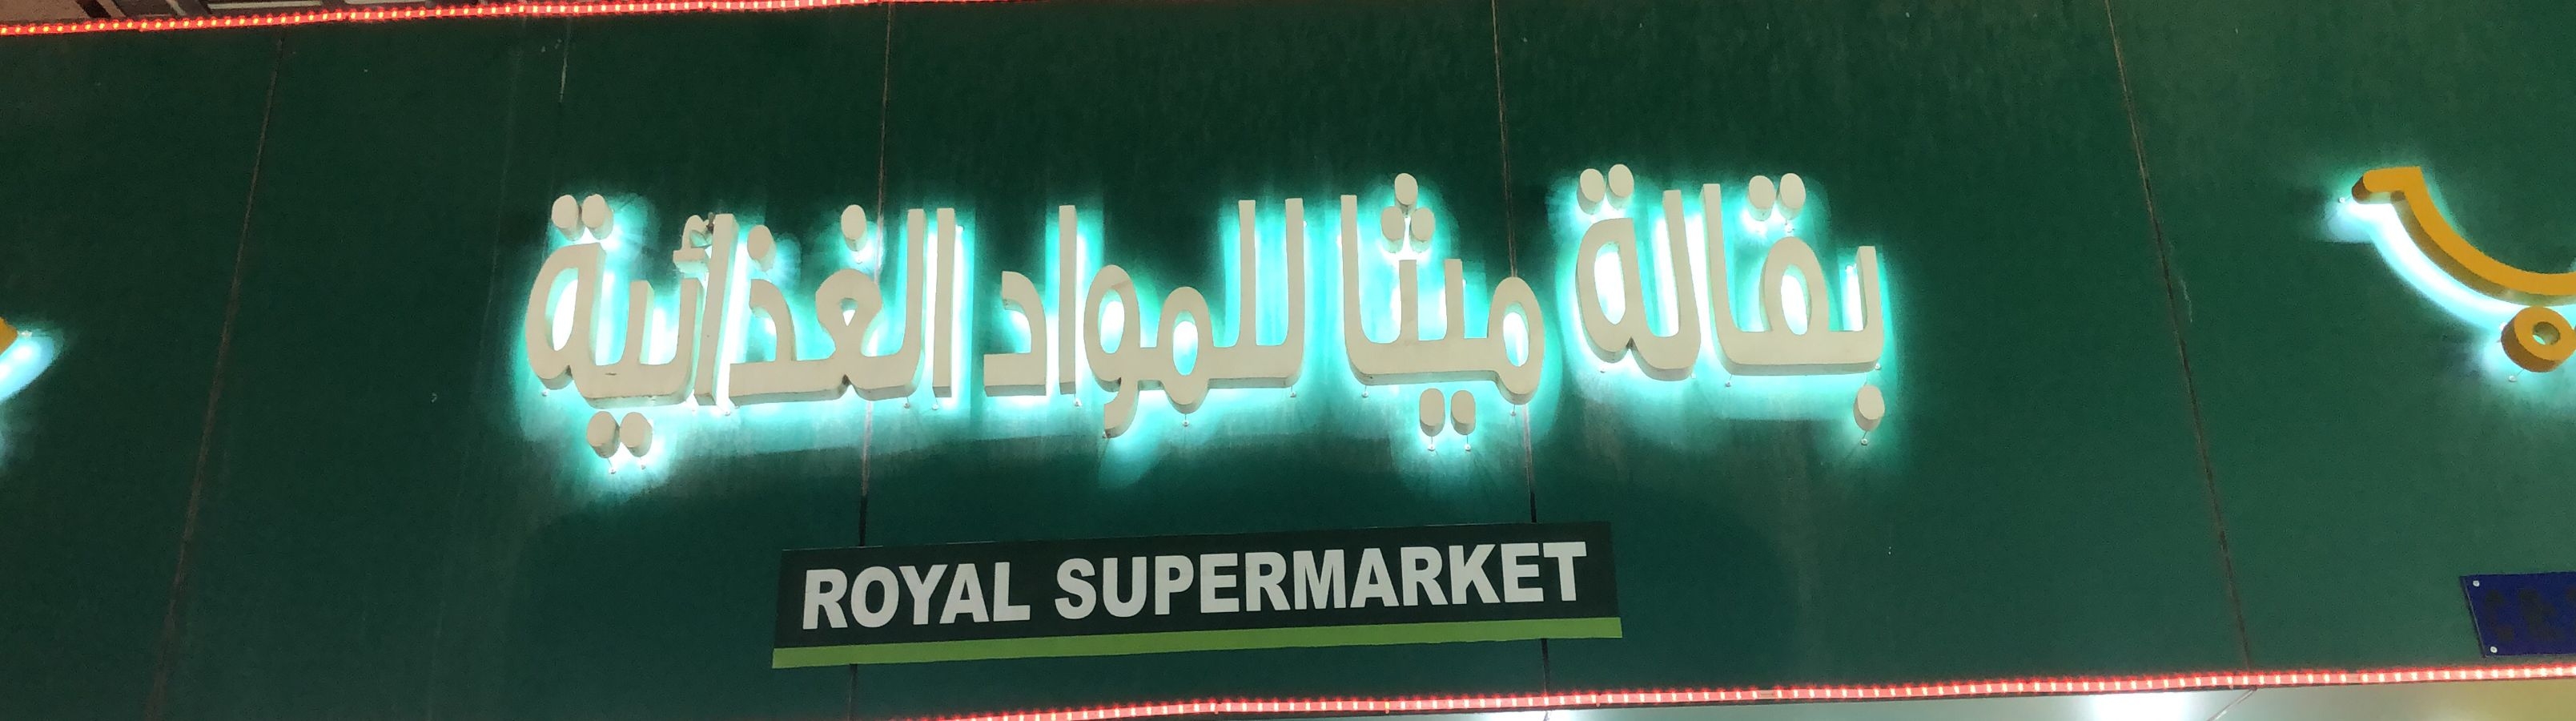 بقالة ميثا للمواد الغذائية
ROYAL SUPERMARKET